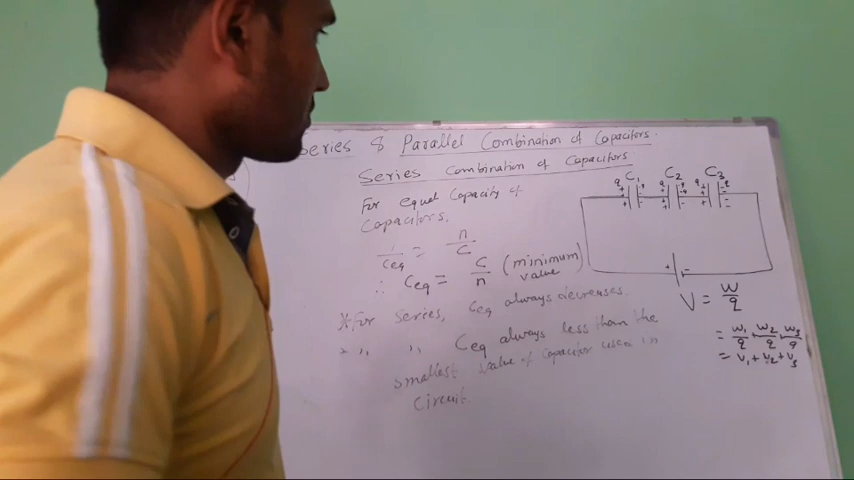 Series & Parallel Combination of Capacitors.
Series Combination of Capacitors.
For equal Capacity of
Capacitors.
1/Ceq = n/C
∴ Ceq = C/n (minimum
value)
*For Series, Ceq always decreases.
" " Ceq always less than the
smallest value of Capacitor used in
Circuit.
C1 C2 C3
q + + q - - q + + q - - q + + q - -
+ -
V = W/q
= W1/q + W2/q + W3/q
= V1 + V2 + V3